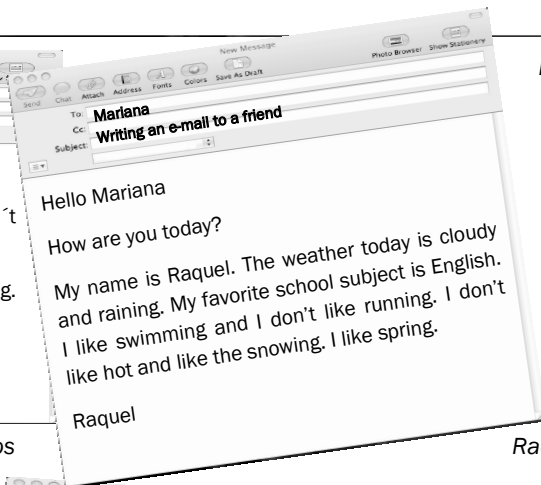 New Message
Send Chat Attach Address Fonts Colors Save As Draft Photo Browser Show Stationery
To: Mariana
Cc: Writing an e-mail to a friend
Subject:
Hello Mariana
How are you today?
My name is Raquel. The weather today is cloudy
and raining. My favorite school subject is English.
I like swimming and I don’t like running. I don’t
like hot and like the snowing. I like spring.
Raquel
´t
g.
os
Ra